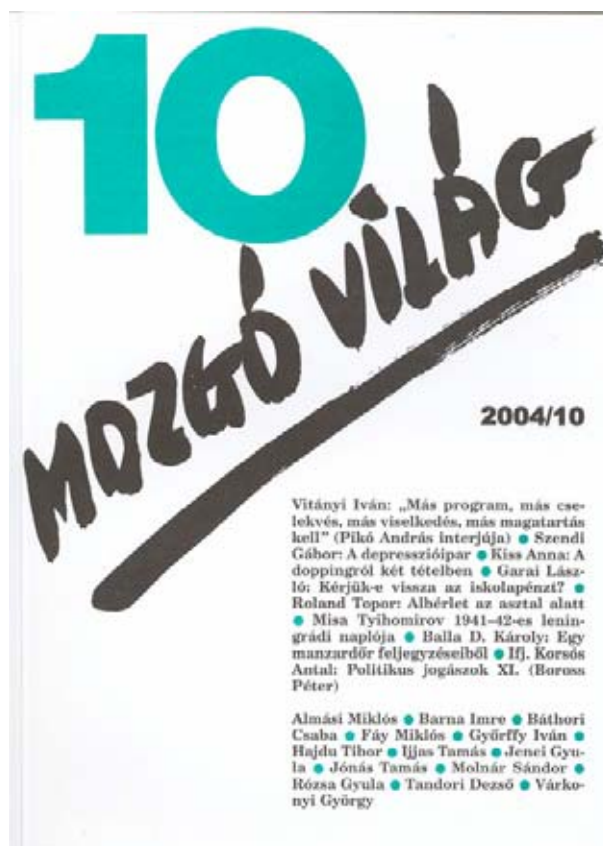 10
MOZGÓ VILÁG
2004/10
Vitányi Iván: „Más program, más cse-
lekvés, más viselkedés, más magatartás
kell” (Pikó András interjúja) ● Szendi
Gábor: A depresszióipar ● Kiss Anna: A
doppingról két tételben ● Garai Lász-
ló: Kérjük-e vissza az iskolapénzt? ●
Roland Topor: Albérlet az asztal alatt
● Misa Tyihomirov 1941–42-es lenin-
grádi naplója ● Balla D. Károly: Egy
manzardőr feljegyzéseiből ● Ifj. Korsós
Antal: Politikus jogászok XI. (Boross
Péter)
Almási Miklós ● Barna Imre ● Báthori
Csaba ● Fáy Miklós ● Győrffy Iván ●
Hajdu Tibor ● Ijjas Tamás ● Jenei Gyu-
la ● Jónás Tamás ● Molnár Sándor ●
Rózsa Gyula ● Tandori Dezső ● Várko-
nyi György